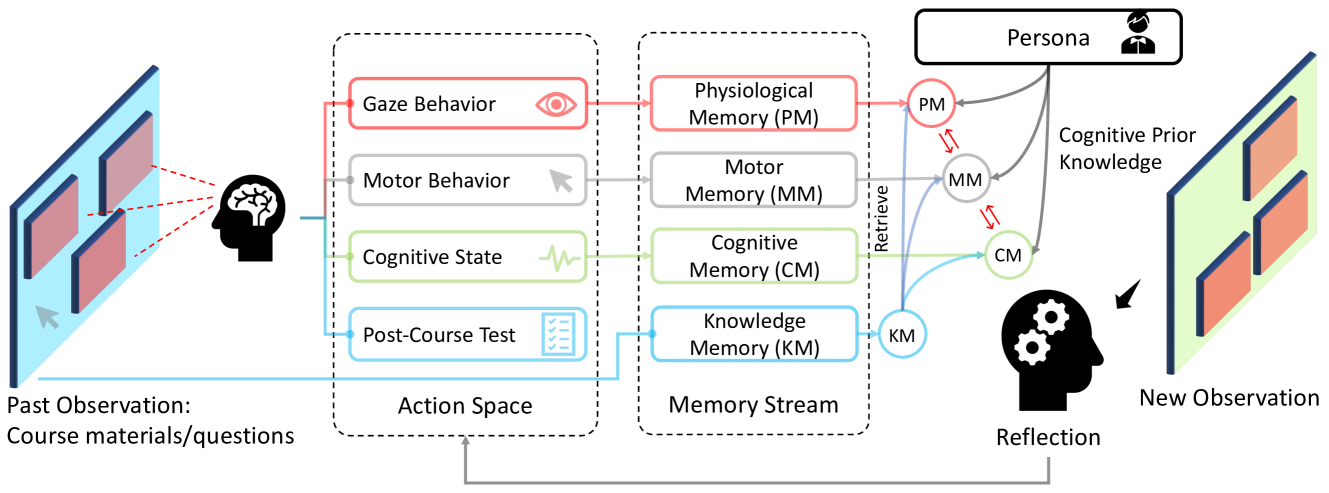 Persona
Gaze Behavior
Physiological
Memory (PM)
PM
Cognitive Prior
Knowledge
Motor Behavior
Motor
Memory (MM)
MM
Retrieve
Cognitive State
Cognitive
Memory (CM)
CM
Post-Course Test
Knowledge
Memory (KM)
KM
Past Observation:
Course materials/questions
Action Space
Memory Stream
Reflection
New Observation